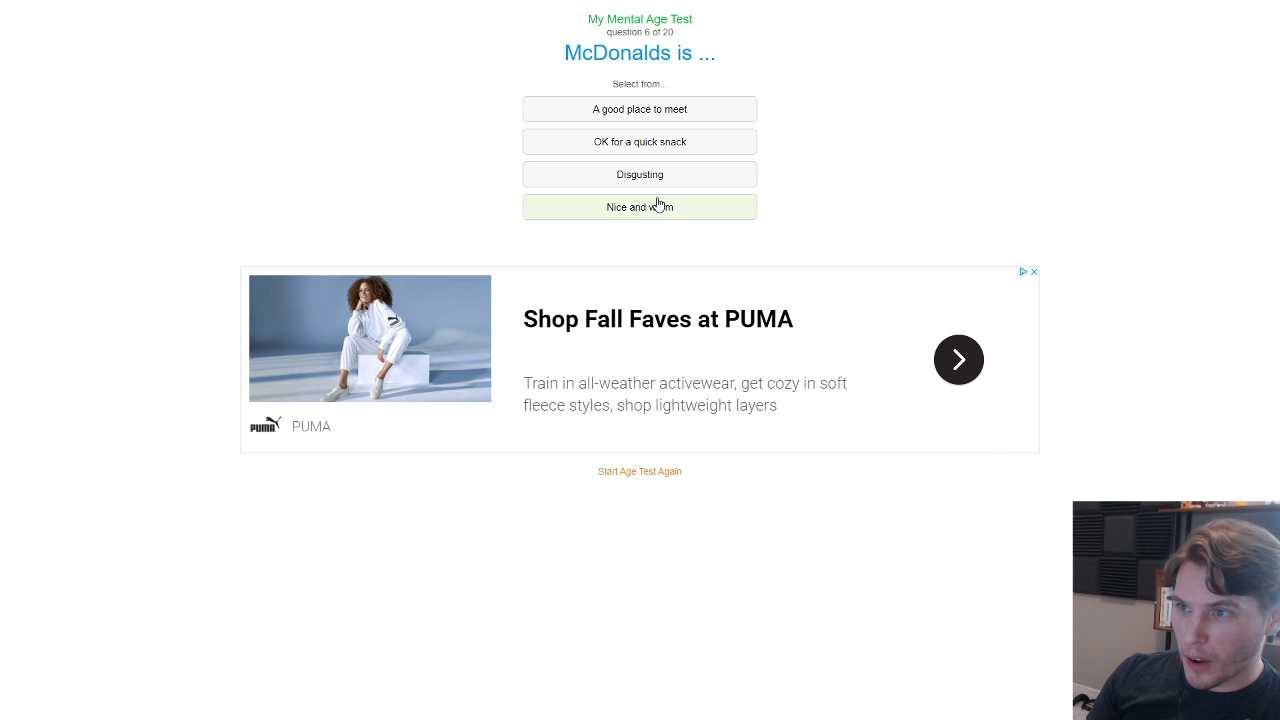 My Mental Age Test
question 6 of 20
McDonalds is ...
Select from...
A good place to meet
OK for a quick snack
Disgusting
Nice and
Shop Fall Faves at PUMA
Train in all-weather activewear, get cozy in soft
fleece styles, shop lightweight layers
PUMA PUMA
Start Age Test Again